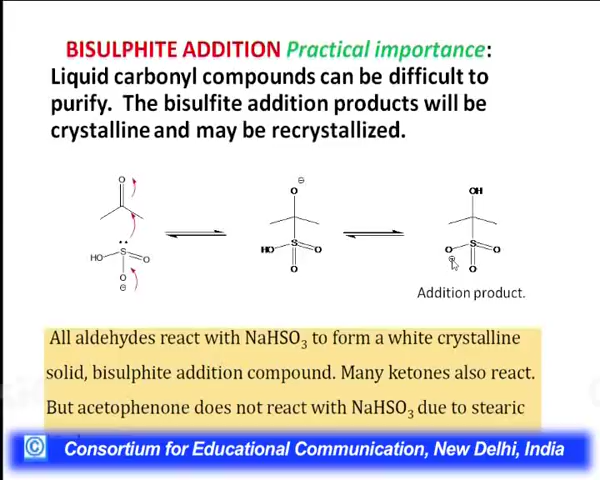 BISULPHITE ADDITION Practical importance:
Liquid carbonyl compounds can be difficult to
purify. The bisulfite addition products will be
crystalline and may be recrystallized.
O
HO
S
O
O
⊖
⊖
O
HO
S
O
O
OH
O
S
O
O
Addition product.
All aldehydes react with NaHSO₃ to form a white crystalline
solid, bisulphite addition compound. Many ketones also react.
But acetophenone does not react with NaHSO₃ due to stearic
© Consortium for Educational Communication, New Delhi, India